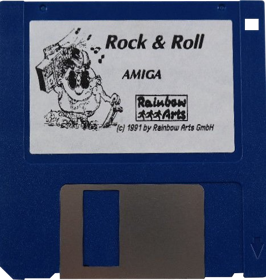 Rock & Roll
AMIGA
Rainbow
Arts
(c) 1991 by Rainbow Arts GmbH